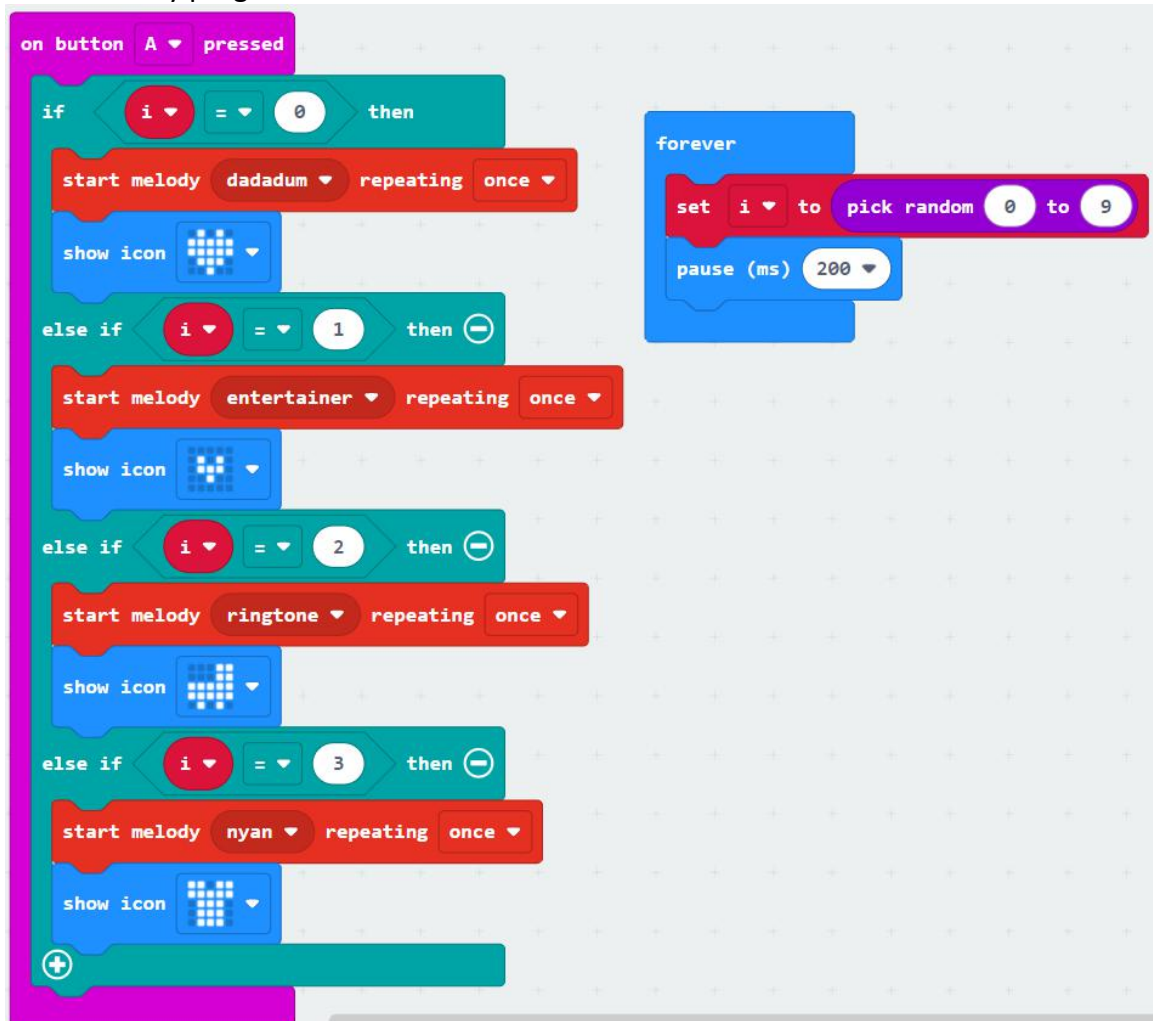 on button A pressed
if i = 0 then
start melody dadadum repeating once
show icon
else if i = 1 then
start melody entertainer repeating once
show icon
else if i = 2 then
start melody ringtone repeating once
show icon
else if i = 3 then
start melody nyan repeating once
show icon
forever
set i to pick random 0 to 9
pause (ms) 200